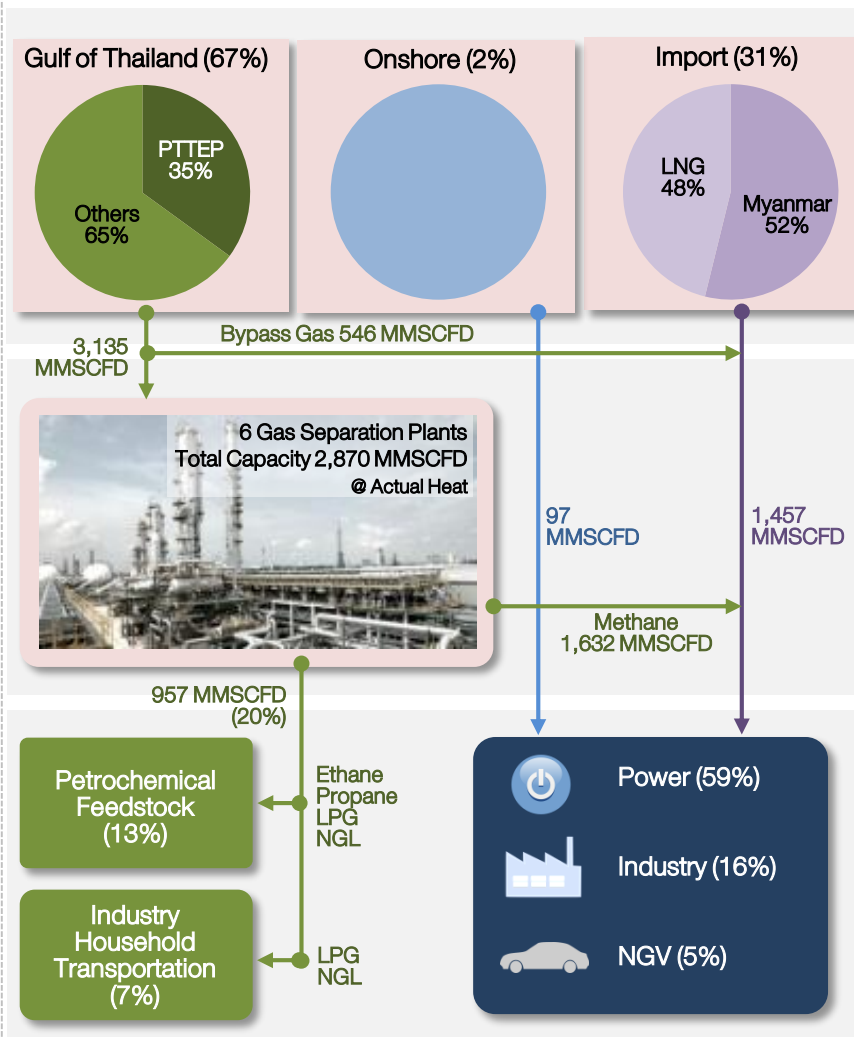 Gulf of Thailand (67%)
Onshore (2%)
Import (31%)
PTTEP
35%
Others
65%
LNG
48%
Myanmar
52%
3,135
MMSCFD
Bypass Gas 546 MMSCFD
6 Gas Separation Plants
Total Capacity 2,870 MMSCFD
@ Actual Heat
97
MMSCFD
1,457
MMSCFD
Methane
1,632 MMSCFD
957 MMSCFD
(20%)
Petrochemical
Feedstock
(13%)
Ethane
Propane
LPG
NGL
Industry
Household
Transportation
(7%)
LPG
NGL
Power (59%)
Industry (16%)
NGV (5%)